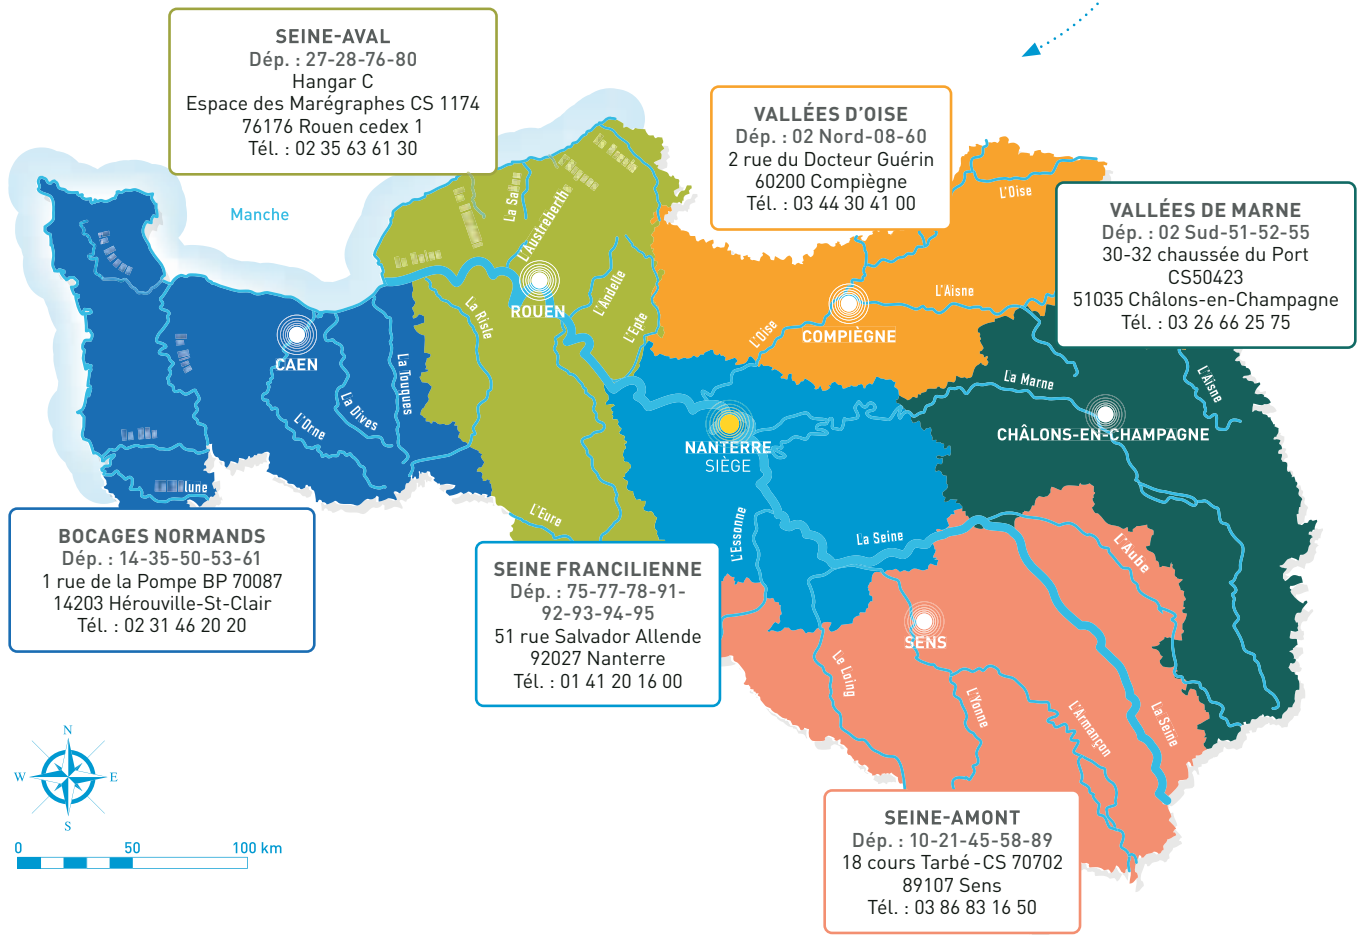 SEINE-AVAL
Dép. : 27-28-76-80
Hangar C
Espace des Marégraphes CS 1174
76176 Rouen cedex 1
Tél. : 02 35 63 61 30
VALLÉES D'OISE
Dép. : 02 Nord-08-60
2 rue du Docteur Guérin
60200 Compiègne
Tél. : 03 44 30 41 00
VALLÉES DE MARNE
Dép. : 02 Sud-51-52-55
30-32 chaussée du Port
CS50423
51035 Châlons-en-Champagne
Tél. : 03 26 66 25 75
Manche
L'Austreberthe
L'Oise
L'Aisne
L'Andelle
L'Epte
La Risle
ROUEN
L'Oise
COMPIÈGNE
CAEN
La Touques
La Dives
L'Orne
La Marne
L'Aisne
CHÂLONS-EN-CHAMPAGNE
NANTERRE
SIÈGE
L'Eure
L'Essonne
La Seine
L'Aube
SENS
Le Loing
L'Yonne
L'Armançon
La Seine
BOCAGES NORMANDS
Dép. : 14-35-50-53-61
1 rue de la Pompe BP 70087
14203 Hérouville-St-Clair
Tél. : 02 31 46 20 20
SEINE FRANCILIENNE
Dép. : 75-77-78-91-
92-93-94-95
51 rue Salvador Allende
92027 Nanterre
Tél. : 01 41 20 16 00
SEINE-AMONT
Dép. : 10-21-45-58-89
18 cours Tarbé -CS 70702
89107 Sens
Tél. : 03 86 83 16 50
N
W E
S
0 50 100 km